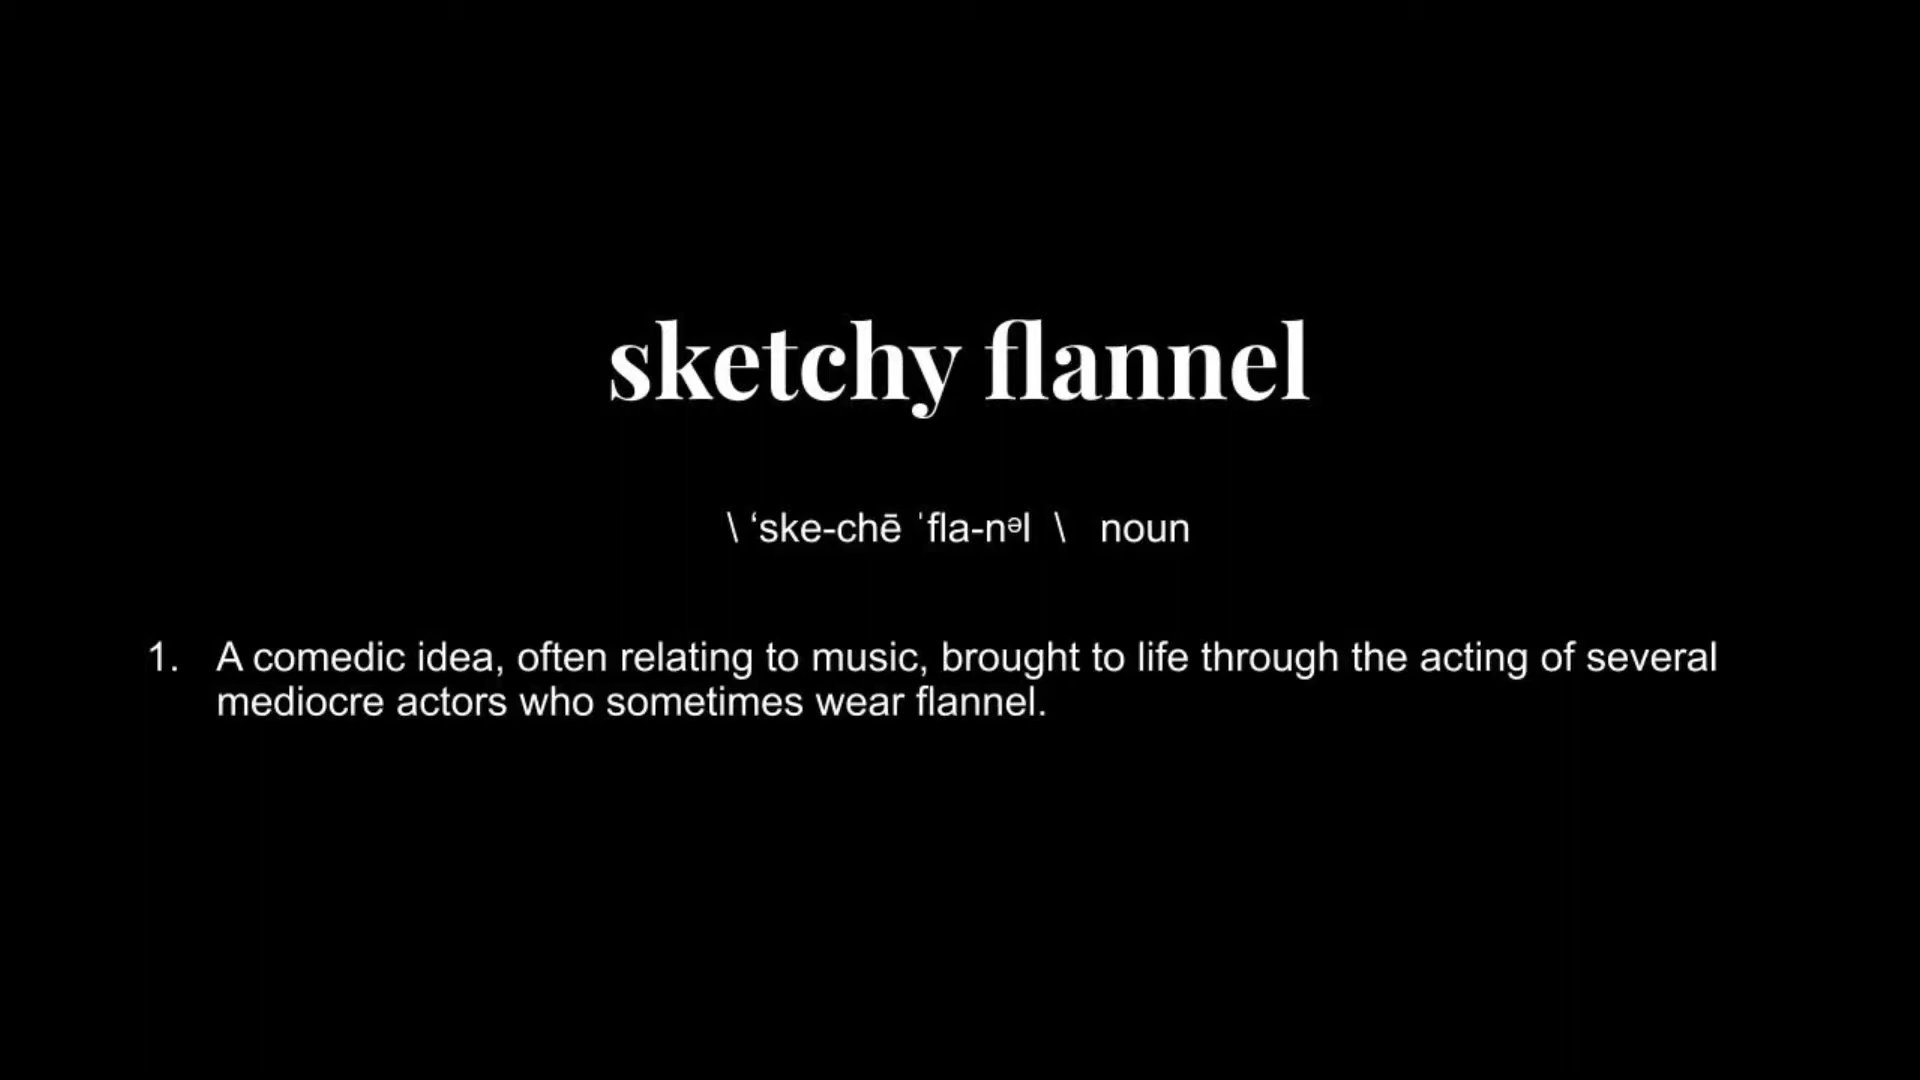 sketchy flannel
\ ‘ske-chē ˈfla-nᵊl \ noun
1. A comedic idea, often relating to music, brought to life through the acting of several
mediocre actors who sometimes wear flannel.